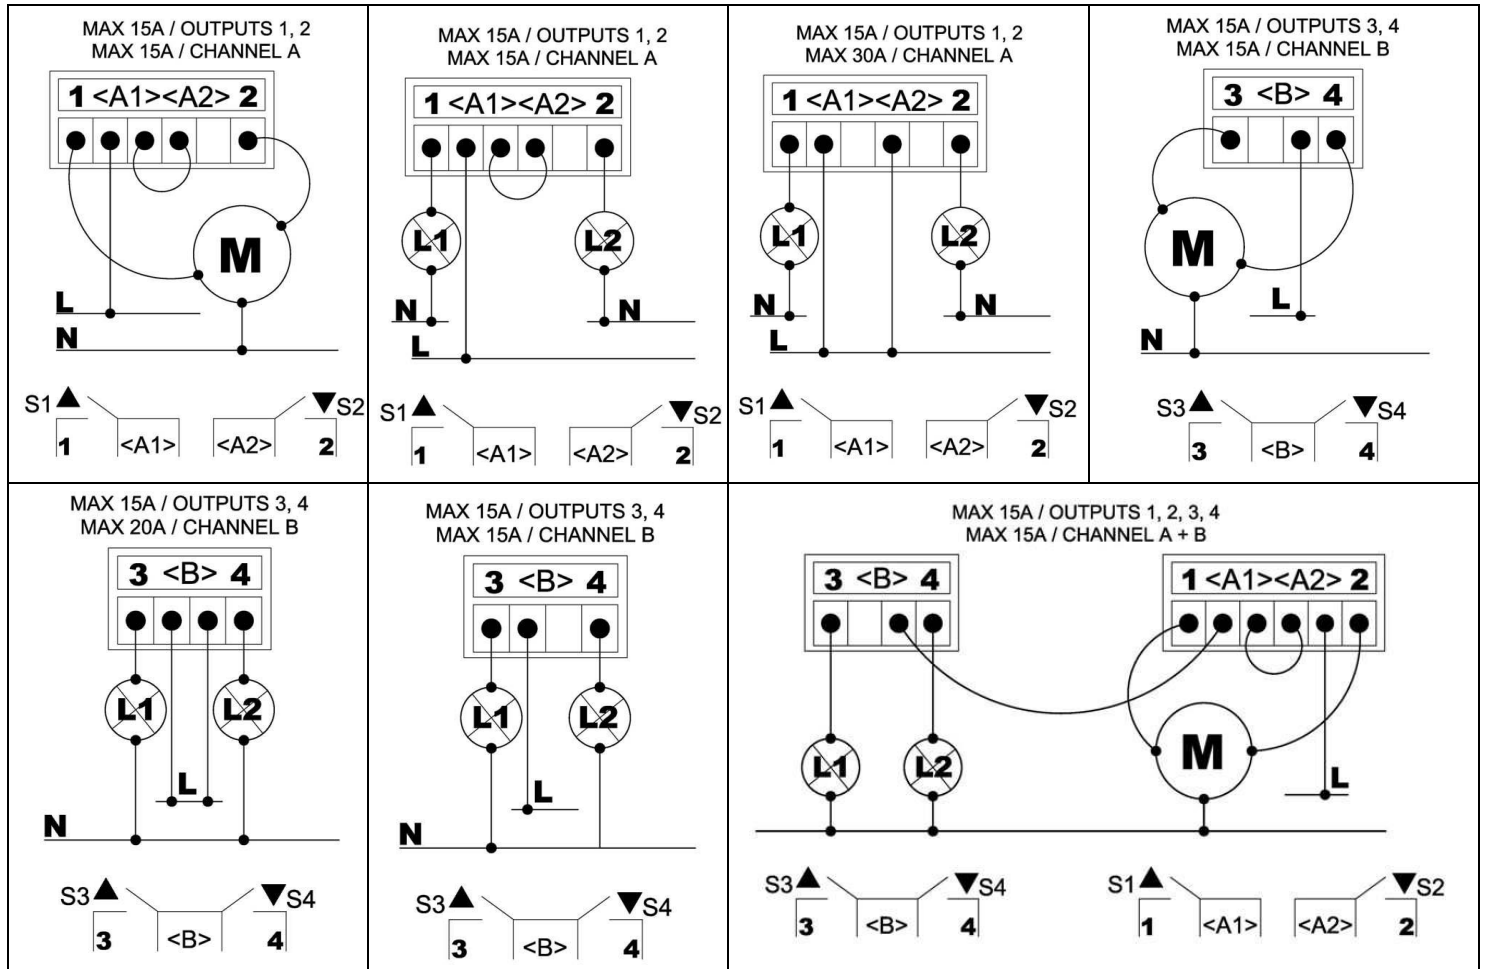 MAX 15A / OUTPUTS 1, 2
MAX 15A / CHANNEL A
1 <A1><A2> 2
M
L
N
S1 S2
1 <A1> <A2> 2
MAX 15A / OUTPUTS 1, 2
MAX 15A / CHANNEL A
1 <A1><A2> 2
L1 L2
N N
L
S1 S2
1 <A1> <A2> 2
MAX 15A / OUTPUTS 1, 2
MAX 30A / CHANNEL A
1 <A1><A2> 2
L1 L2
N N
L
S1 S2
1 <A1> <A2> 2
MAX 15A / OUTPUTS 3, 4
MAX 15A / CHANNEL B
3 <B> 4
M
L
N
S3 S4
3 <B> 4
MAX 15A / OUTPUTS 3, 4
MAX 20A / CHANNEL B
3 <B> 4
L1 L2
L
N
S3 S4
3 <B> 4
MAX 15A / OUTPUTS 3, 4
MAX 15A / CHANNEL B
3 <B> 4
L1 L2
L
N
S3 S4
3 <B> 4
MAX 15A / OUTPUTS 1, 2, 3, 4
MAX 15A / CHANNEL A + B
3 <B> 4 1 <A1><A2> 2
L1 L2 M
L
S3 S4 S1 S2
3 <B> 4 1 <A1> <A2> 2